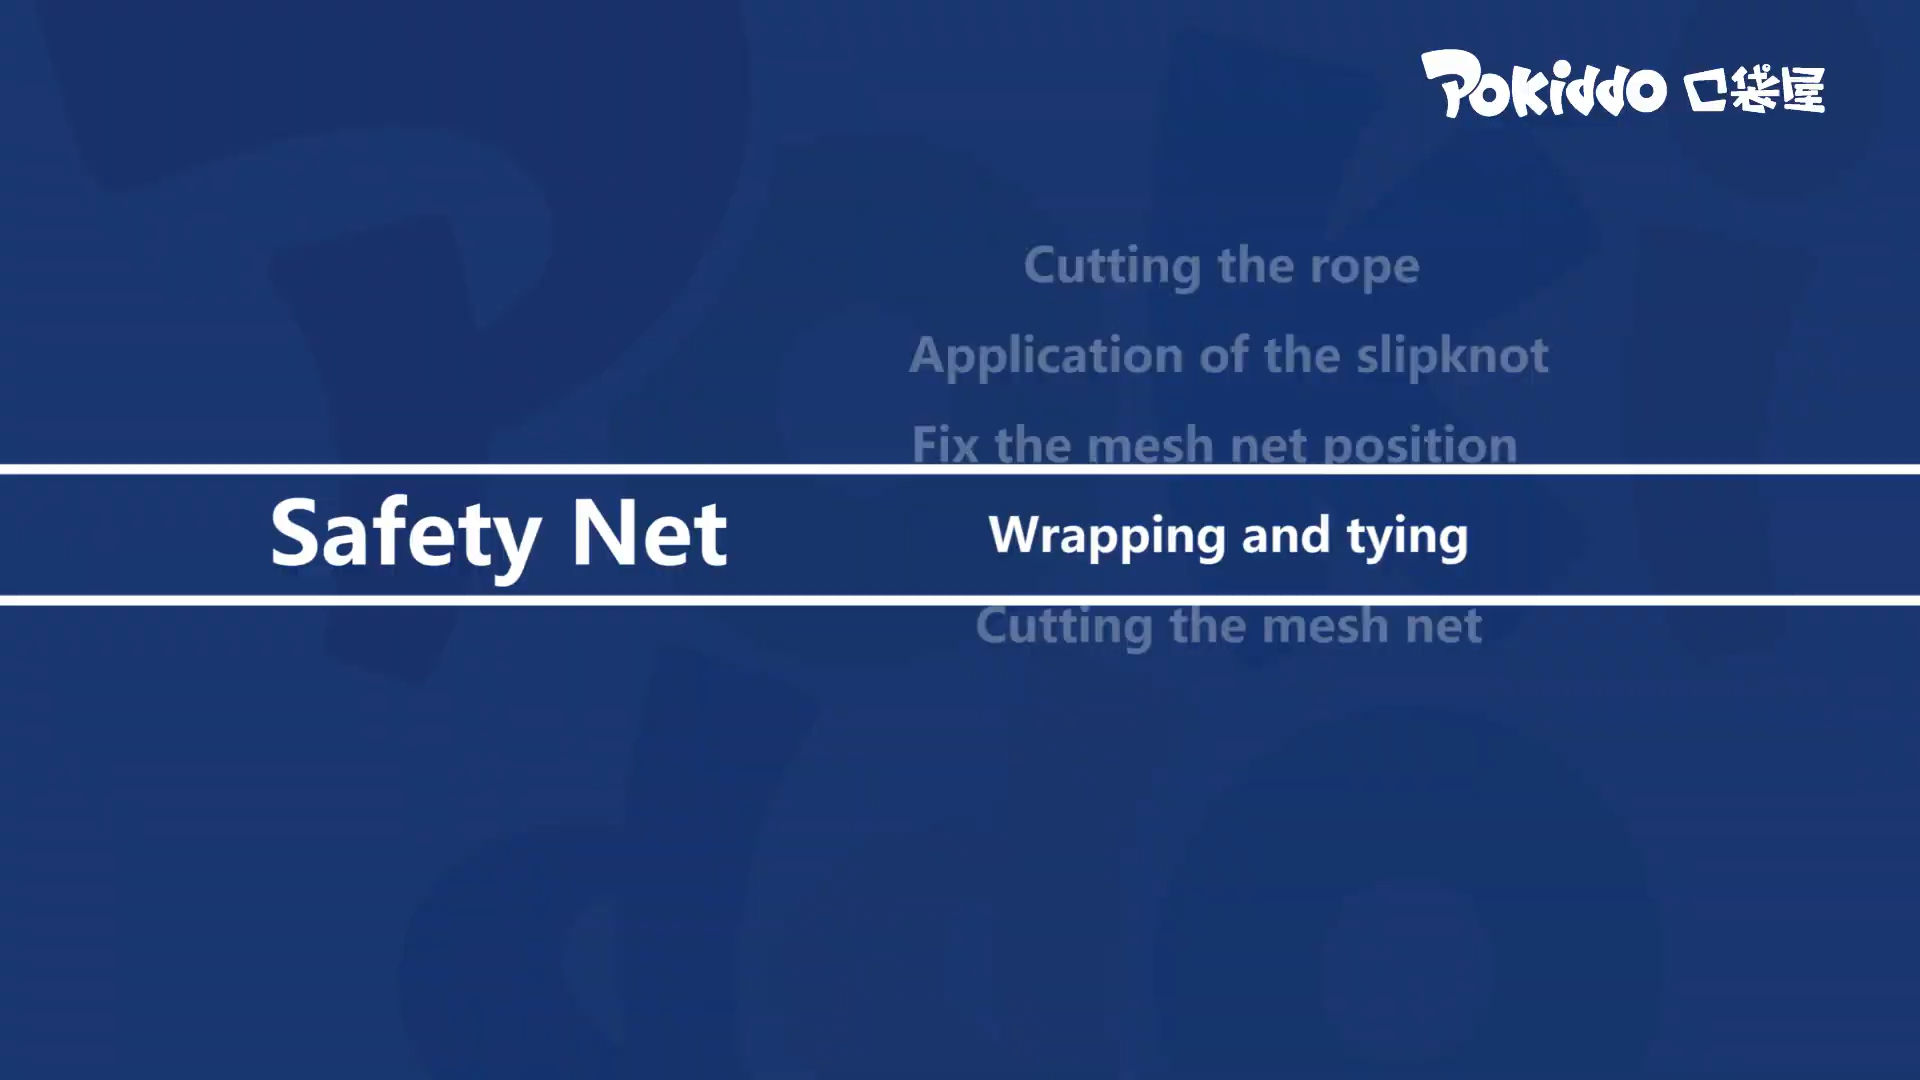 Pokiddo 口袋屋
Cutting the rope
Application of the slipknot
Fix the mesh net position
Safety Net
Wrapping and tying
Cutting the mesh net